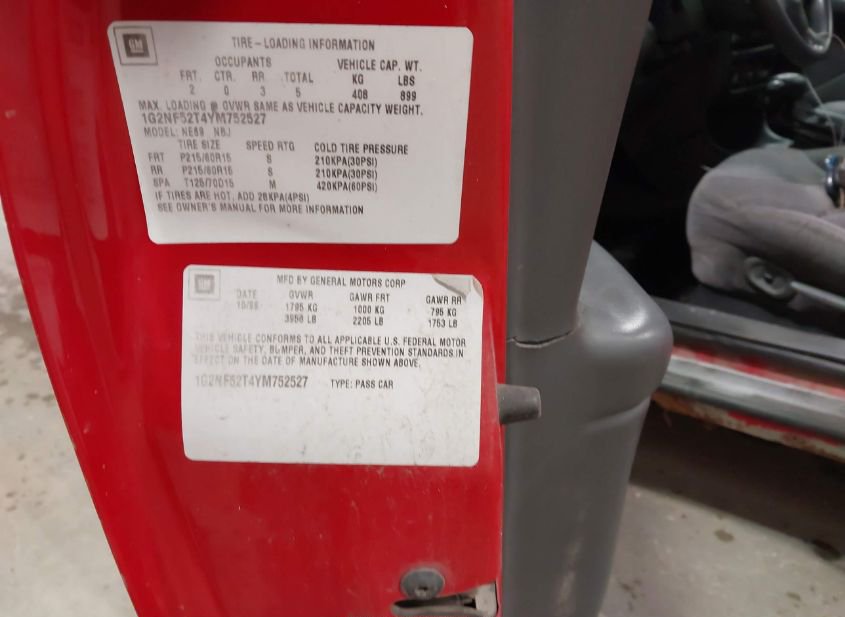 GM
TIRE-LOADING INFORMATION
OCCUPANTS VEHICLE CAP. WT.
FRT. CTR. RR. TOTAL KG LBS
2 0 3 5 408 899
MAX. LOADING @ GVWR SAME AS VEHICLE CAPACITY WEIGHT.
1G2NF52T4YM752527
MODEL: NE69 NBJ
TIRE SIZE SPEED RTG COLD TIRE PRESSURE
FRT P215/60R15 S 210KPA(30PSI)
RR P215/60R15 S 210KPA(30PSI)
SPA T125/70D15 M 420KPA(60PSI)
IF TIRES ARE HOT, ADD 28KPA(4PSI)
SEE OWNER'S MANUAL FOR MORE INFORMATION
GM
MFD BY GENERAL MOTORS CORP
DATE GVWR GAWR FRT GAWR RR
1795 KG 1000 KG 795 KG
3958 LB 2205 LB 1753 LB
THIS VEHICLE CONFORMS TO ALL APPLICABLE U.S. FEDERAL MOTOR
VEHICLE SAFETY, BUMPER, AND THEFT PREVENTION STANDARDS IN
EFFECT ON THE DATE OF MANUFACTURE SHOWN ABOVE.
1G2NF52T4YM752527 TYPE: PASS CAR